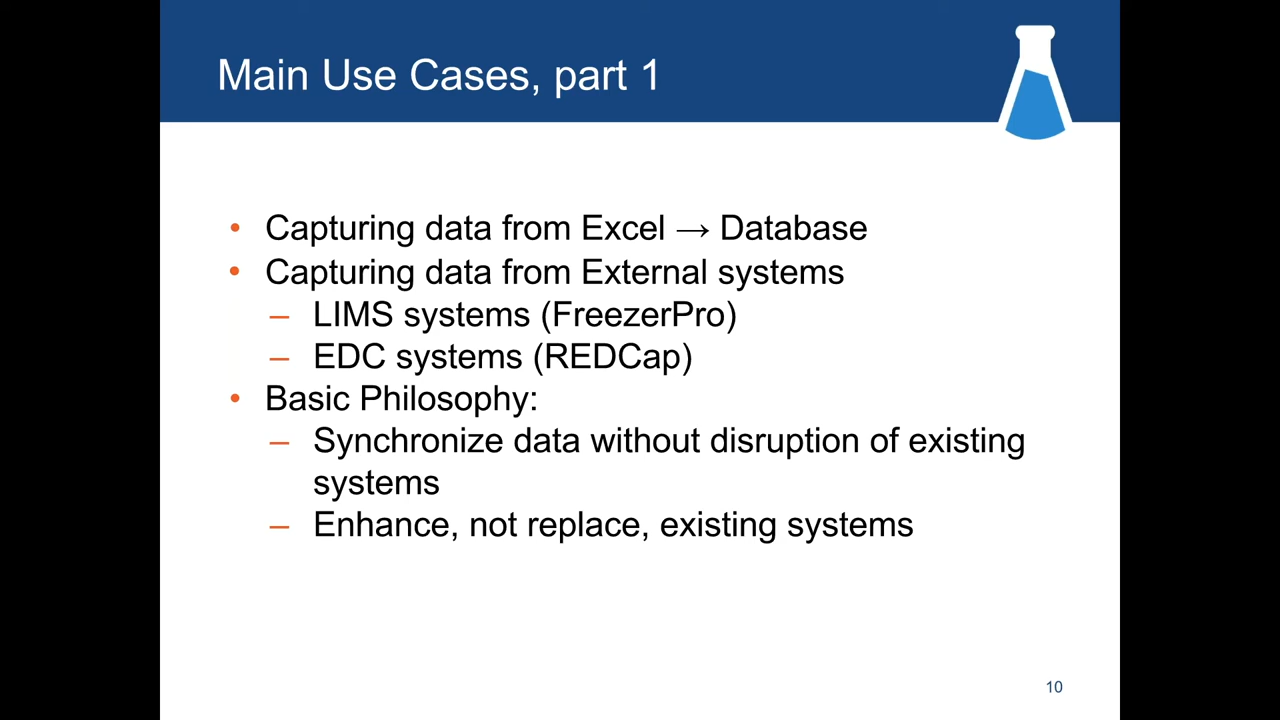 Main Use Cases, part 1
• Capturing data from Excel → Database
• Capturing data from External systems
– LIMS systems (FreezerPro)
– EDC systems (REDCap)
• Basic Philosophy:
– Synchronize data without disruption of existing
systems
– Enhance, not replace, existing systems
10